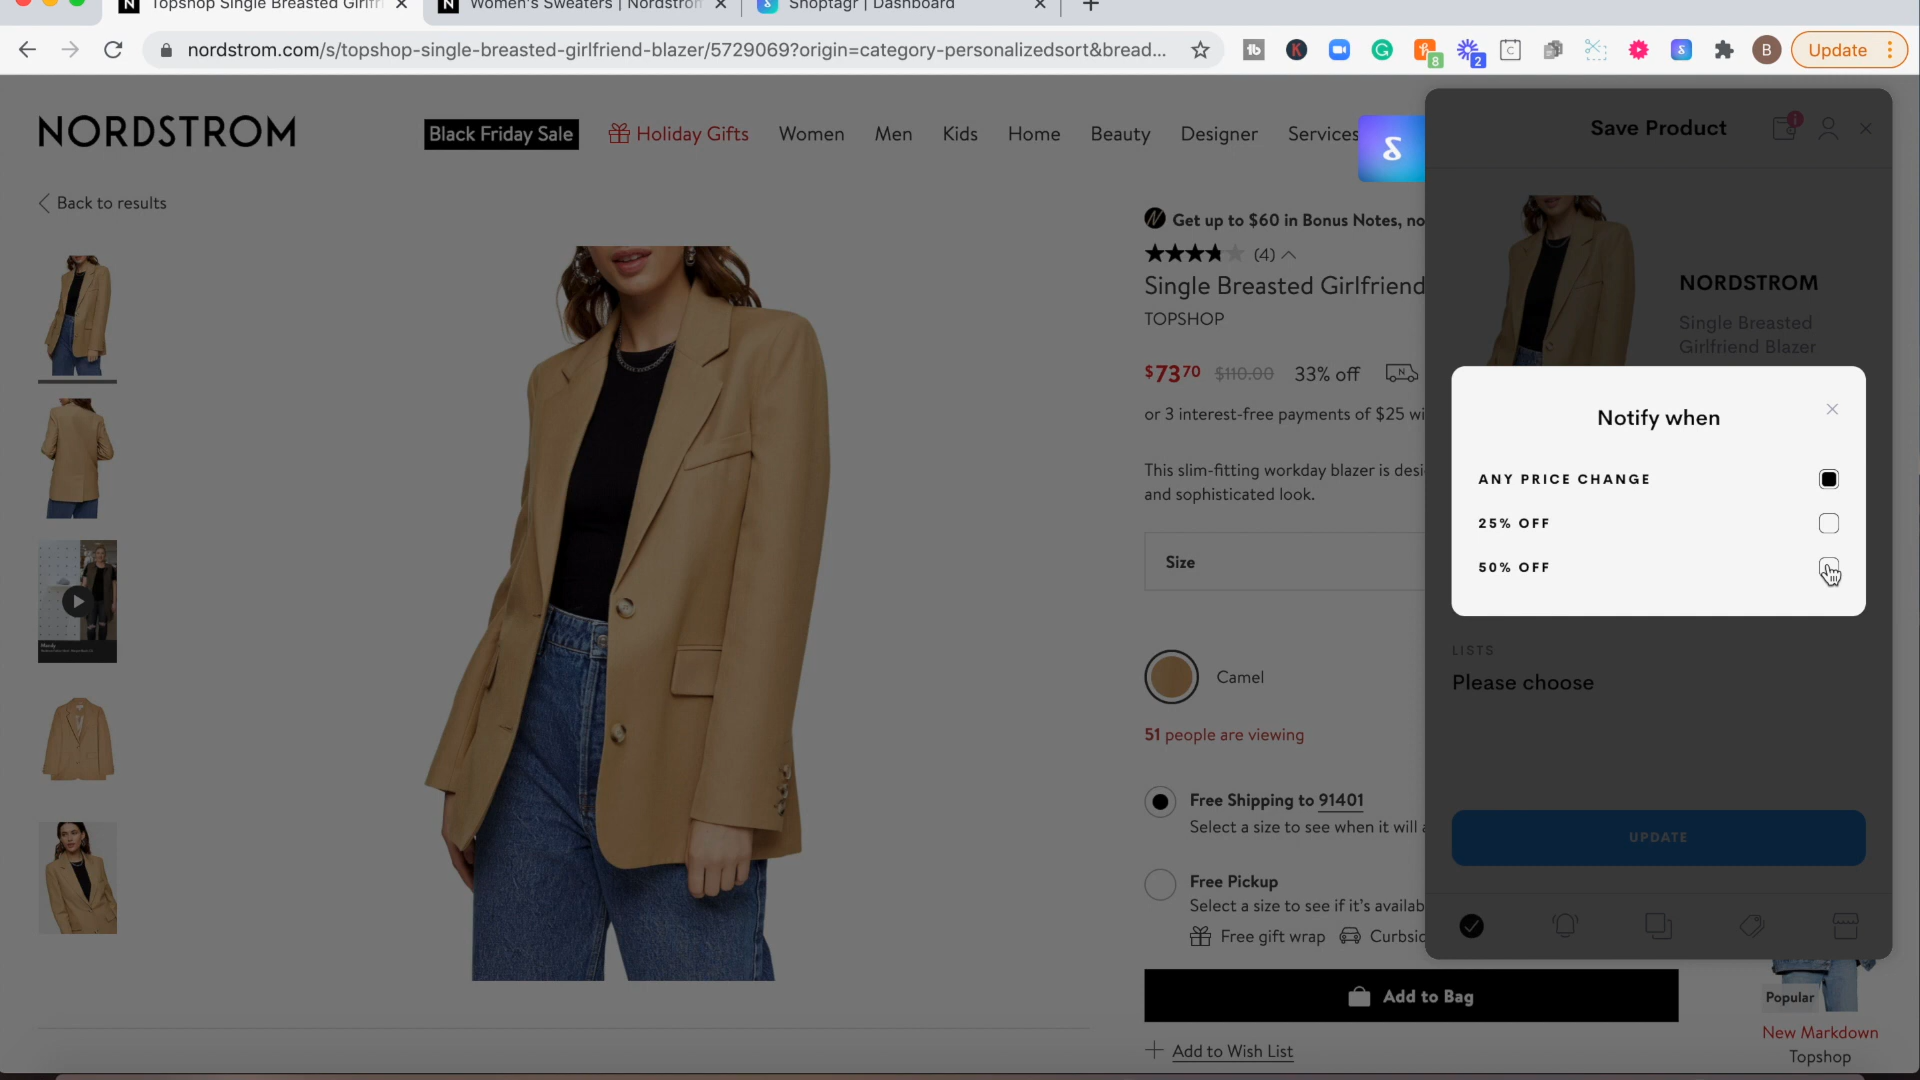 Topshop Single Breasted Girlfri
Women's Sweaters | Nordstrom
Shoptagr | Dashboard
nordstrom.com/s/topshop-single-breasted-girlfriend-blazer/5729069?origin=category-personalizedsort&bread...
8
2
B
Update
NORDSTROM
Black Friday Sale
Holiday Gifts
Women
Men
Kids
Home
Beauty
Designer
Services
Back to results
Get up to $60 in Bonus Notes, no
(4)
Single Breasted Girlfriend
TOPSHOP
$73.70 $110.00 33% off
or 3 interest-free payments of $25 wi
This slim-fitting workday blazer is desi
and sophisticated look.
Size
Camel
51 people are viewing
Free Shipping to 91401
Select a size to see when it will a
Free Pickup
Select a size to see if it's availab
Free gift wrap Curbsid
Add to Bag
Add to Wish List
Save Product
NORDSTROM
Single Breasted
Girlfriend Blazer
Notify when
ANY PRICE CHANGE
25% OFF
50% OFF
LISTS
Please choose
UPDATE
Popular
New Markdown
Topshop